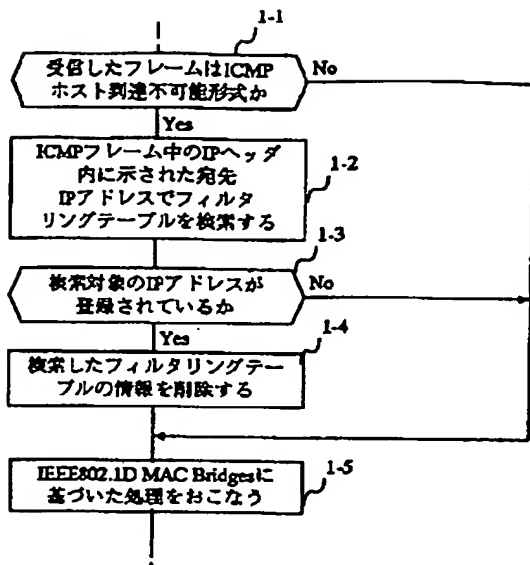 1-1
受信したフレームはICMP
ホスト到達不可能形式か
No
Yes
ICMPフレーム中のIPヘッダ
内に示された宛先
IPアドレスでフィルタ
リングテーブルを検索する
1-2
1-3
検索対象のIPアドレスが
登録されているか
No
Yes
1-4
検索したフィルタリングテー
ブルの情報を削除する
IEEE802.1D MAC Bridgesに
基づいた処理をおこなう
1-5